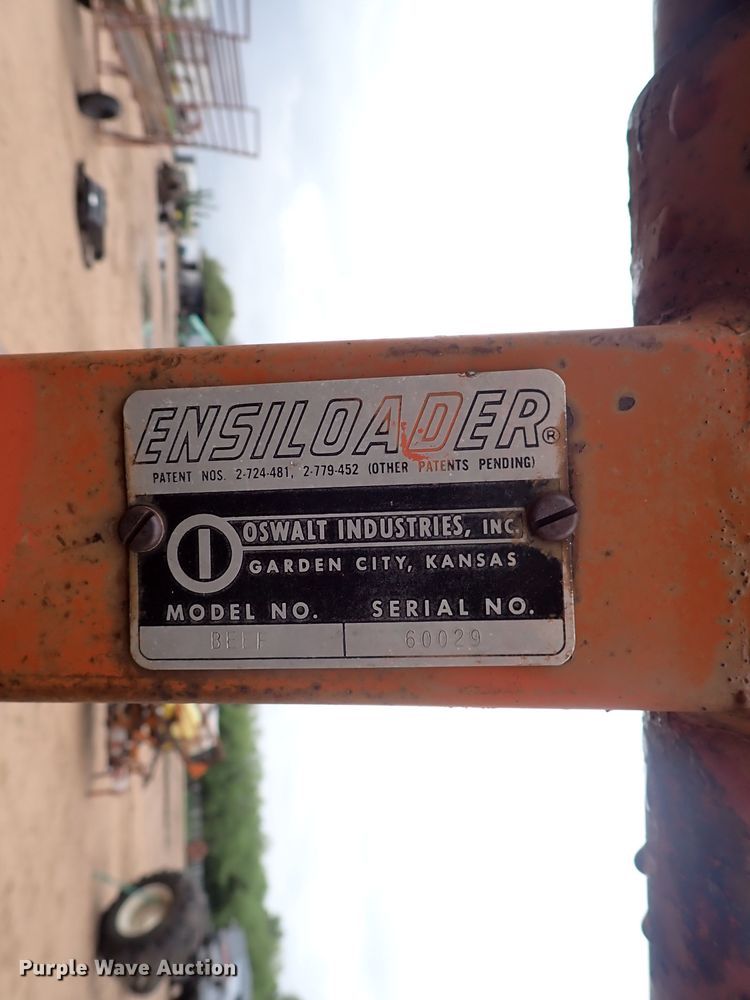 ENSILOADER®
PATENT NOS. 2-724-481, 2-779-452 (OTHER PATENTS PENDING)
OSWALT INDUSTRIES, INC.
GARDEN CITY, KANSAS
MODEL NO. SERIAL NO.
60029
Purple Wave Auction